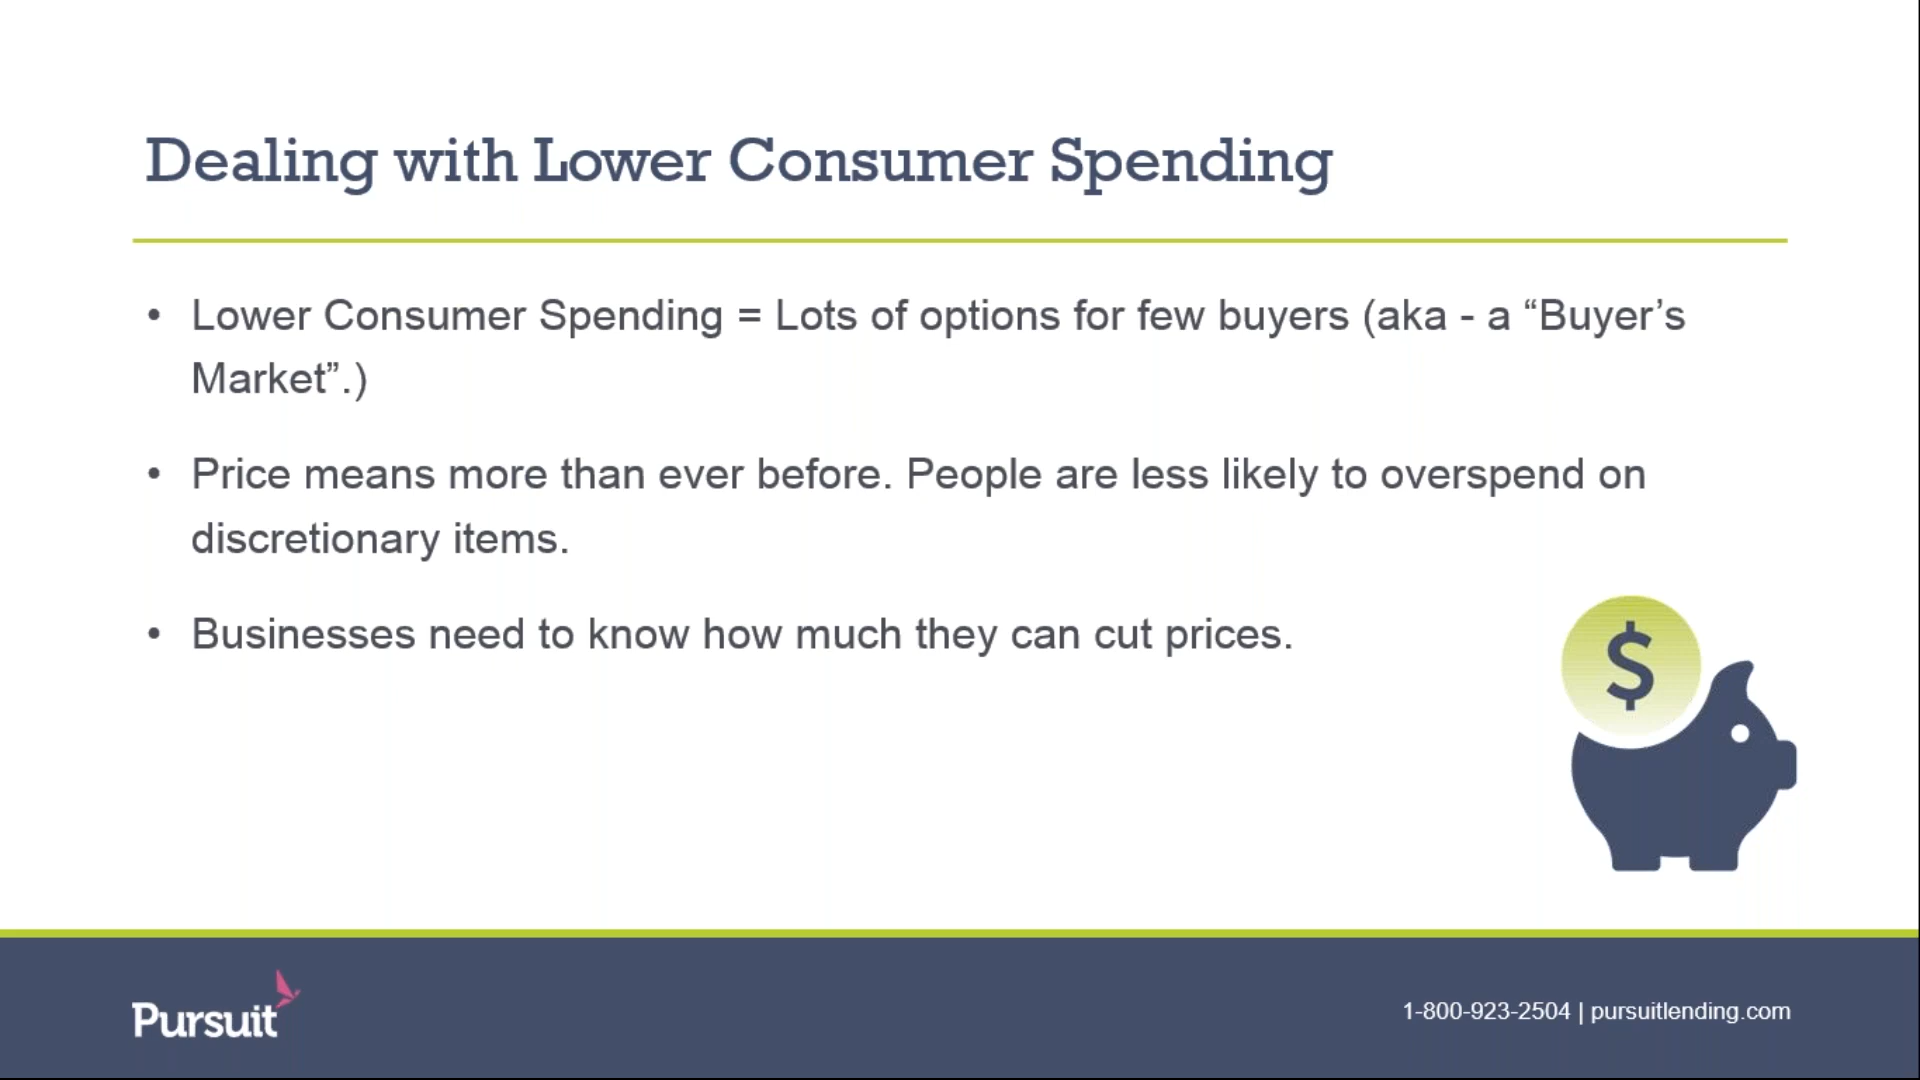 Dealing with Lower Consumer Spending
• Lower Consumer Spending = Lots of options for few buyers (aka - a “Buyer’s
Market”.)
• Price means more than ever before. People are less likely to overspend on
discretionary items.
• Businesses need to know how much they can cut prices.
$
Pursuit
1-800-923-2504 | pursuitlending.com